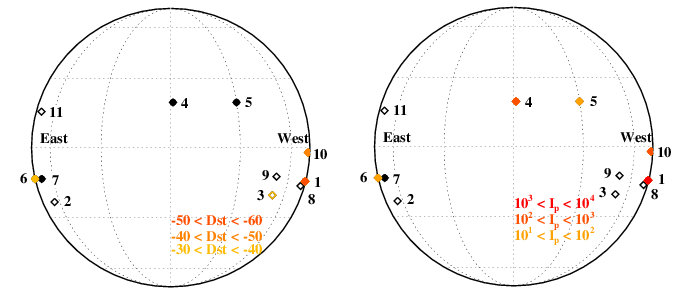 4
5
11
East
West
10
6
7
9
1
3
8
2
-50 < Dst < -60
-40 < Dst < -50
-30 < Dst < -40
4
5
11
East
West
10
6
7
9
1
3
8
2
10³ < Iₚ < 10⁴
10² < Iₚ < 10³
10¹ < Iₚ < 10²